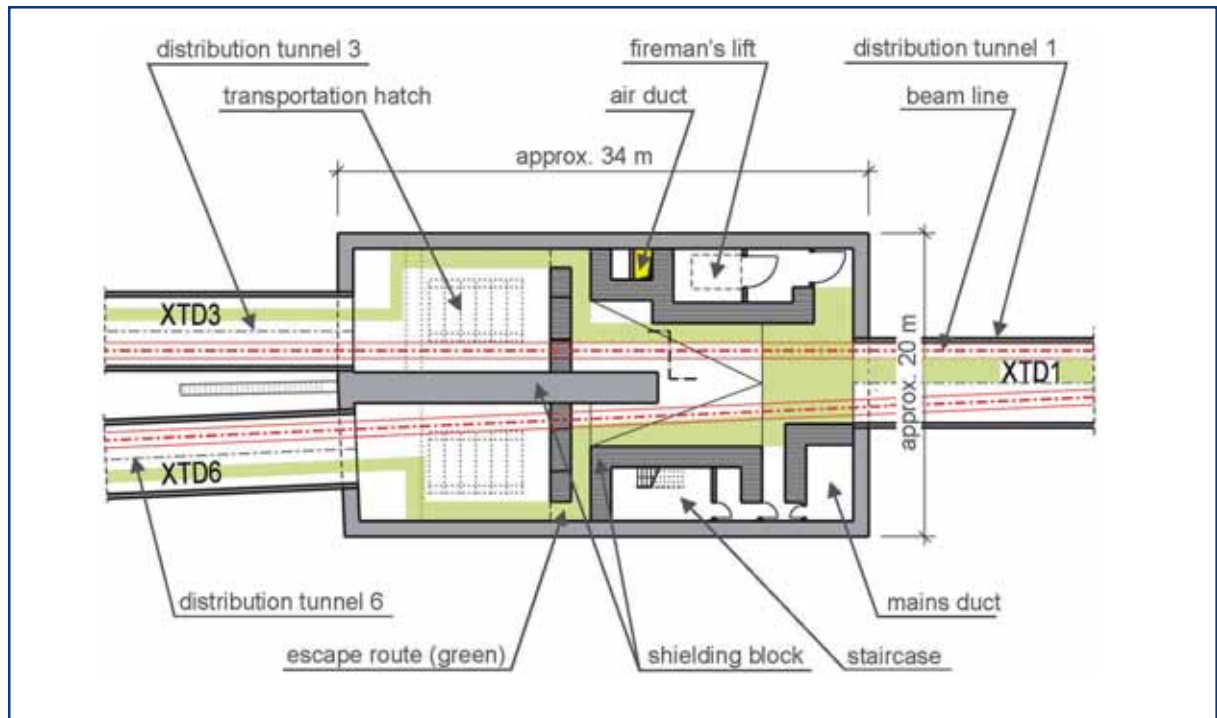 distribution tunnel 3
fireman's lift
distribution tunnel 1
transportation hatch
air duct
beam line
approx. 34 m
XTD3
approx. 20 m
XTD1
XTD6
distribution tunnel 6
mains duct
escape route (green)
shielding block
staircase